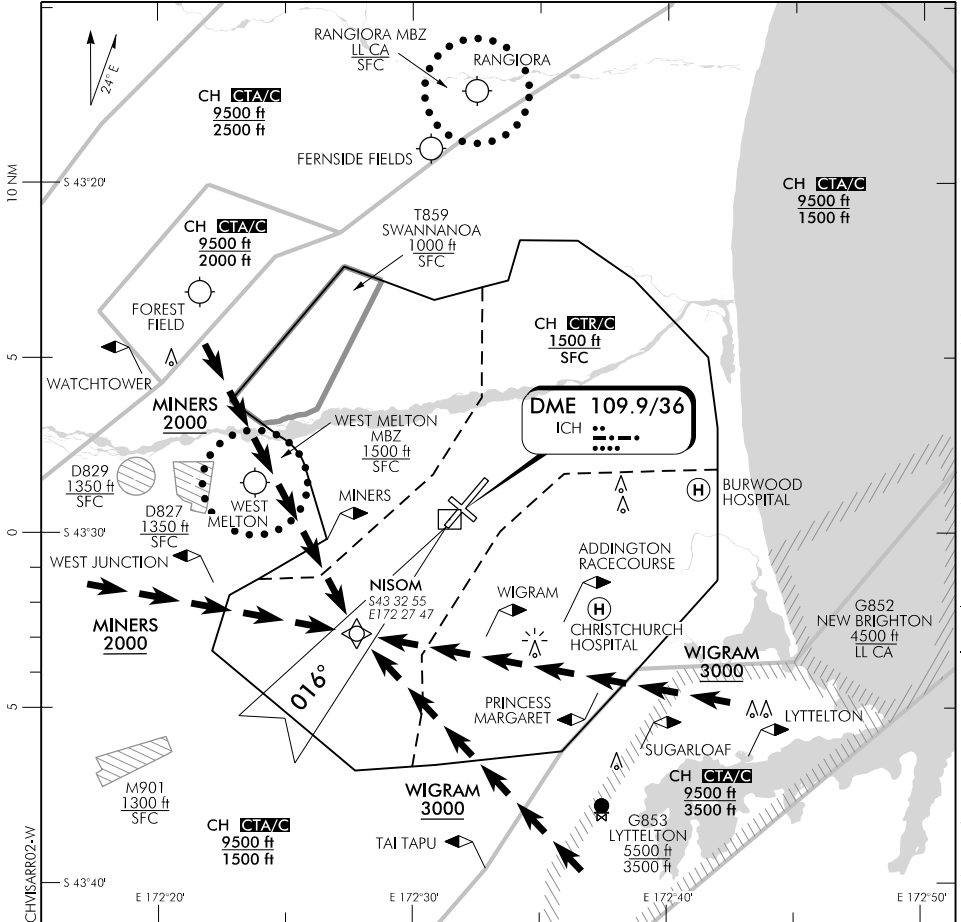 RANGIORA MBZ
LL CA
SFC
RANGIORA
24° E
CH CTA/C
9500 ft
2500 ft
FERNSIDE FIELDS
10 NM
S 43°20'
CH CTA/C
9500 ft
1500 ft
CH CTA/C
9500 ft
2000 ft
T859
SWANNANOA
1000 ft
SFC
FOREST
FIELD
CH CTR/C
1500 ft
SFC
5
WATCHTOWER
MINERS
2000
DME 109.9/36
ICH
WEST MELTON
MBZ
1500 ft
SFC
D829
1350 ft
SFC
D827
1350 ft
SFC
WEST
MELTON
MINERS
BURWOOD
HOSPITAL
H
0
S 43°30'
WEST JUNCTION
ADDINGTON
RACECOURSE
NISOM
S43 32 55
E172 27 47
WIGRAM
H
CHRISTCHURCH
HOSPITAL
G852
NEW BRIGHTON
4500 ft
LL CA
MINERS
2000
WIGRAM
3000
016°
PRINCESS
MARGARET
5
LYTTELTON
SUGARLOAF
M901
1300 ft
SFC
WIGRAM
3000
CH CTA/C
9500 ft
3500 ft
G853
LYTTELTON
5500 ft
3500 ft
CH CTA/C
9500 ft
1500 ft
TAI TAPU
CHVISARR02-W
S 43°40'
E 172°20'
E 172°30'
E 172°40'
E 172°50'